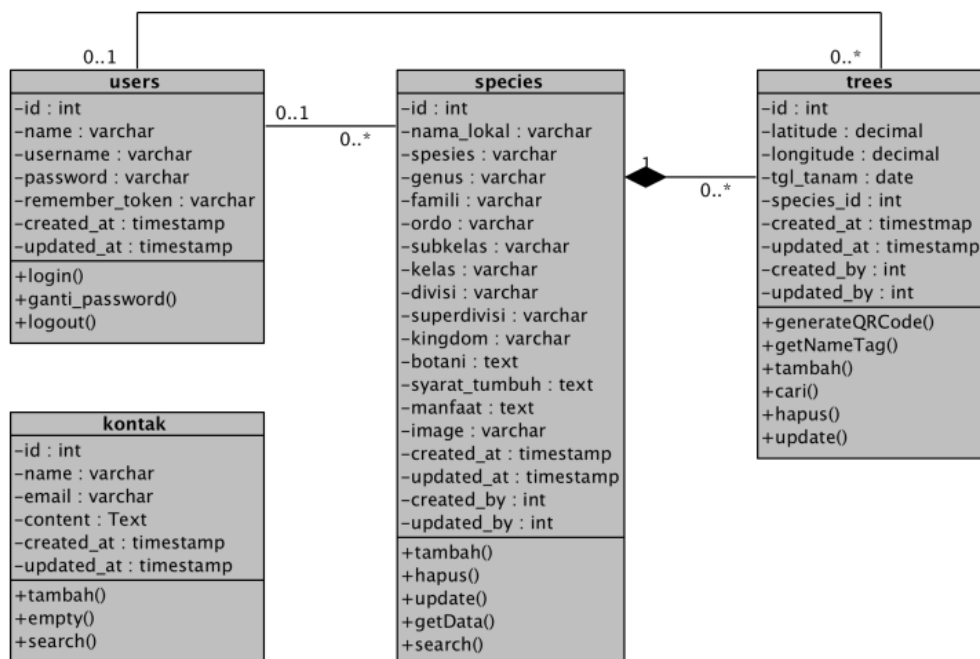 0..1
0..*
users
-id : int
-name : varchar
-username : varchar
-password : varchar
-remember_token : varchar
-created_at : timestamp
-updated_at : timestamp
+login()
+ganti_password()
+logout()
0..1
0..*
species
-id : int
-nama_lokal : varchar
-spesies : varchar
-genus : varchar
-famili : varchar
-ordo : varchar
-subkelas : varchar
-kelas : varchar
-divisi : varchar
-superdivisi : varchar
-kingdom : varchar
-botani : text
-syarat_tumbuh : text
-manfaat : text
-image : varchar
-created_at : timestamp
-updated_at : timestamp
-created_by : int
-updated_by : int
+tambah()
+hapus()
+update()
+getData()
+search()
1
0..*
trees
-id : int
-latitude : decimal
-longitude : decimal
-tgl_tanam : date
-species_id : int
-created_at : timestmap
-updated_at : timestamp
-created_by : int
-updated_by : int
+generateQRCode()
+getNameTag()
+tambah()
+cari()
+hapus()
+update()
kontak
-id : int
-name : varchar
-email : varchar
-content : Text
-created_at : timestamp
-updated_at : timestamp
+tambah()
+empty()
+search()